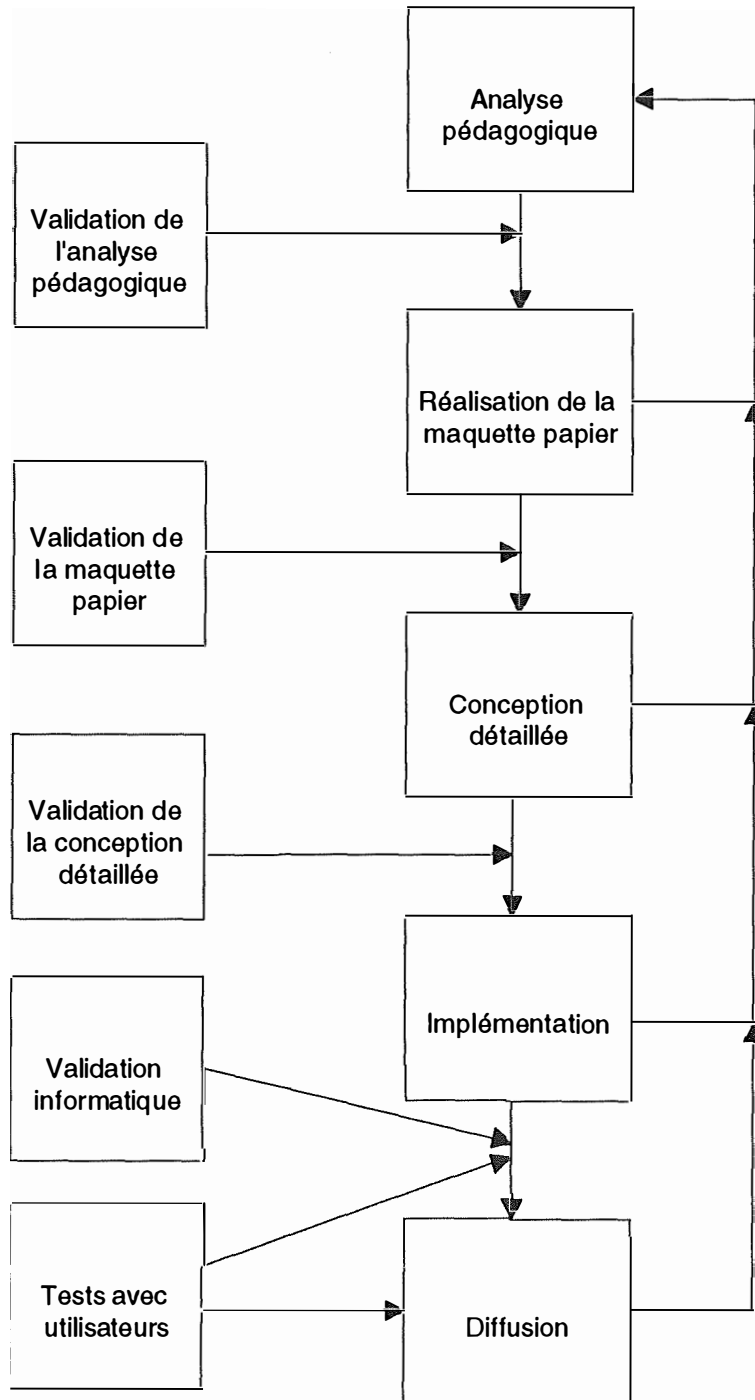 Analyse
pédagogique
Validation de
l'analyse
pédagogique
Réalisation de la
maquette papier
Validation de
la maquette
papier
Conception
détaillée
Validation de
la conception
détaillée
Implémentation
Validation
informatique
Tests avec
utilisateurs
Diffusion